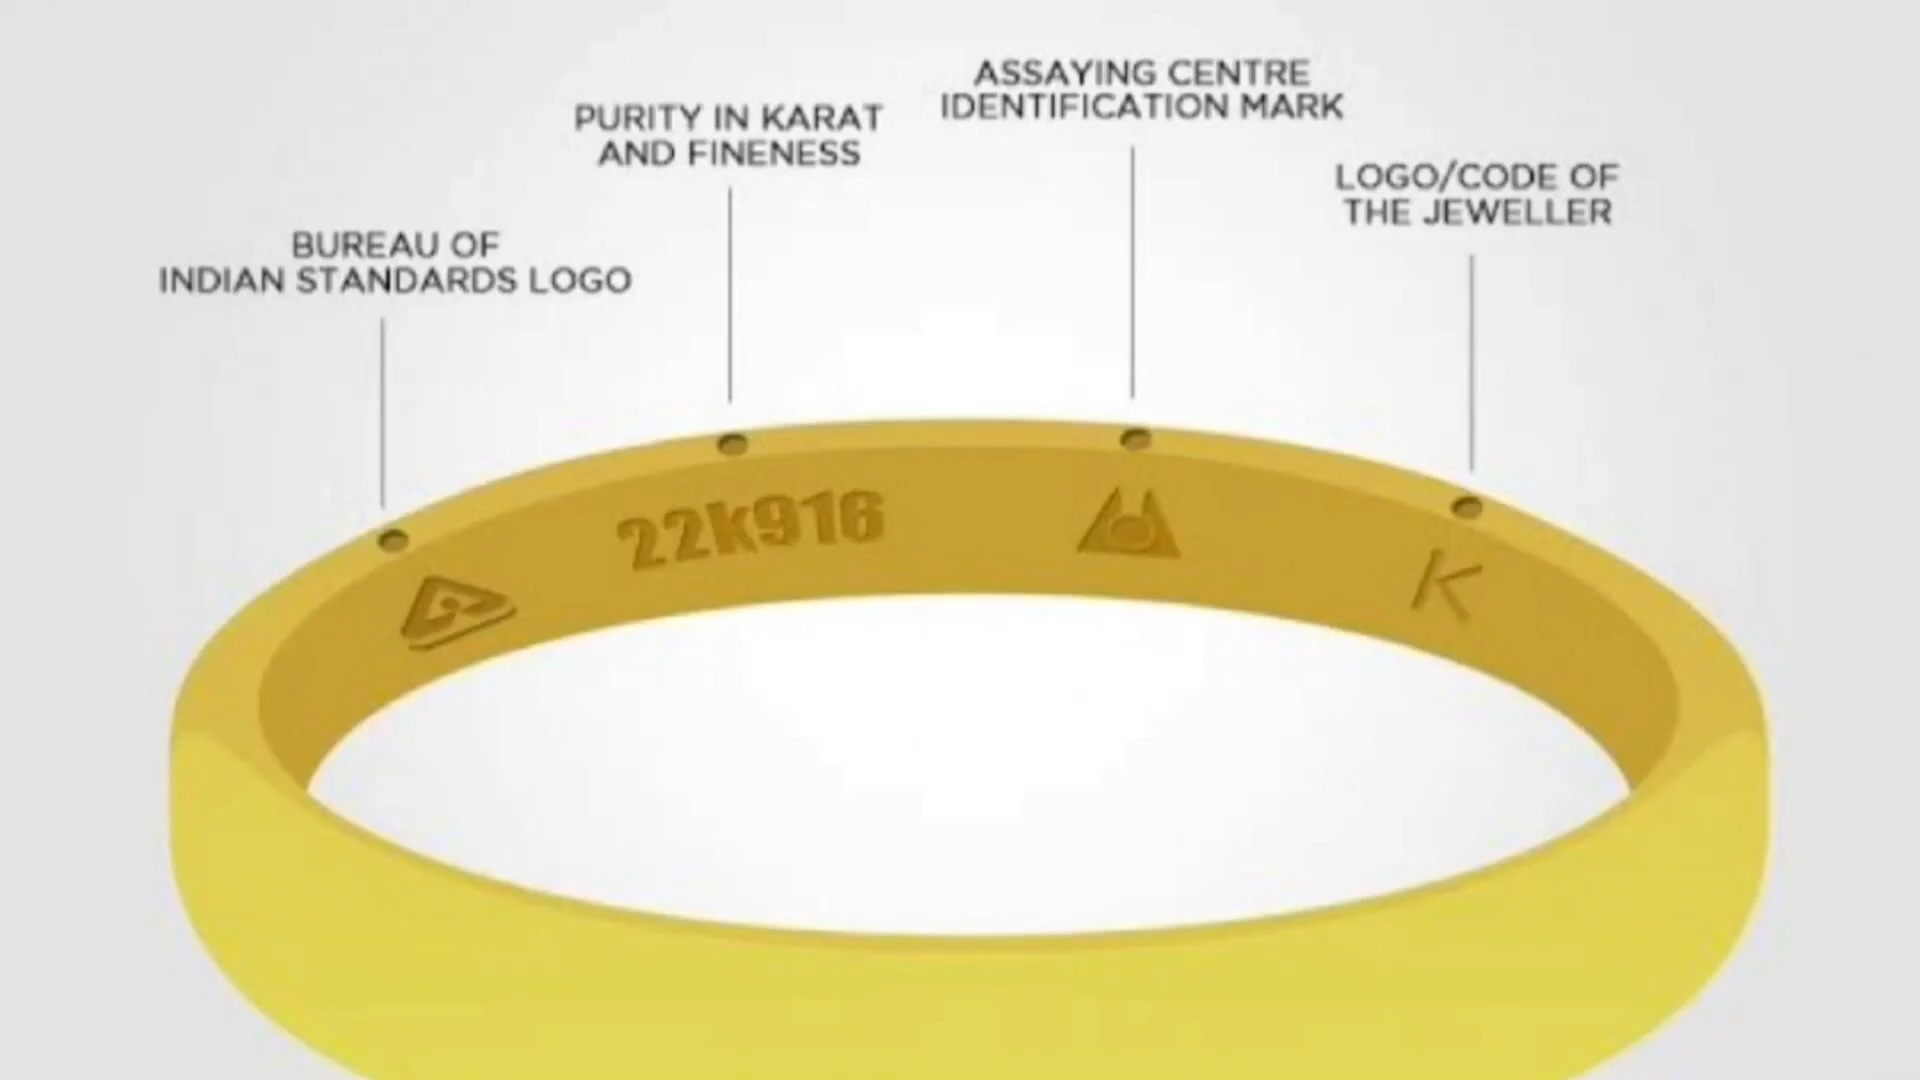 ASSAYING CENTRE
IDENTIFICATION MARK
PURITY IN KARAT
AND FINENESS
LOGO/CODE OF
THE JEWELLER
BUREAU OF
INDIAN STANDARDS LOGO
22k916
K